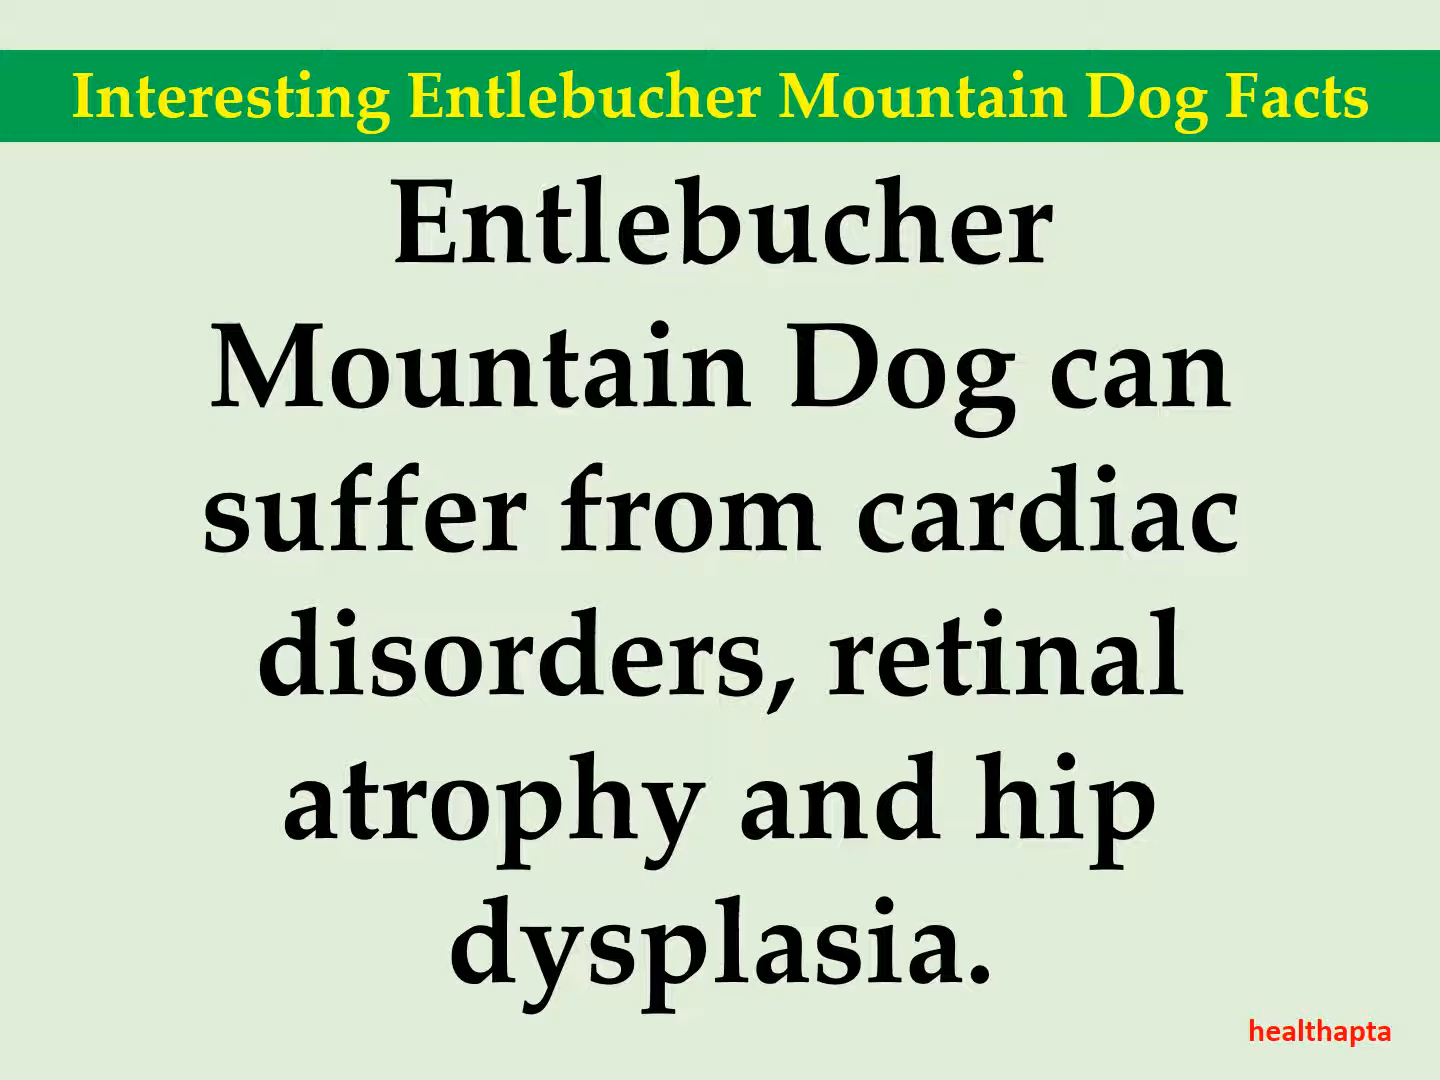 Interesting Entlebucher Mountain Dog Facts
Entlebucher
Mountain Dog can
suffer from cardiac
disorders, retinal
atrophy and hip
dysplasia.
healthapta